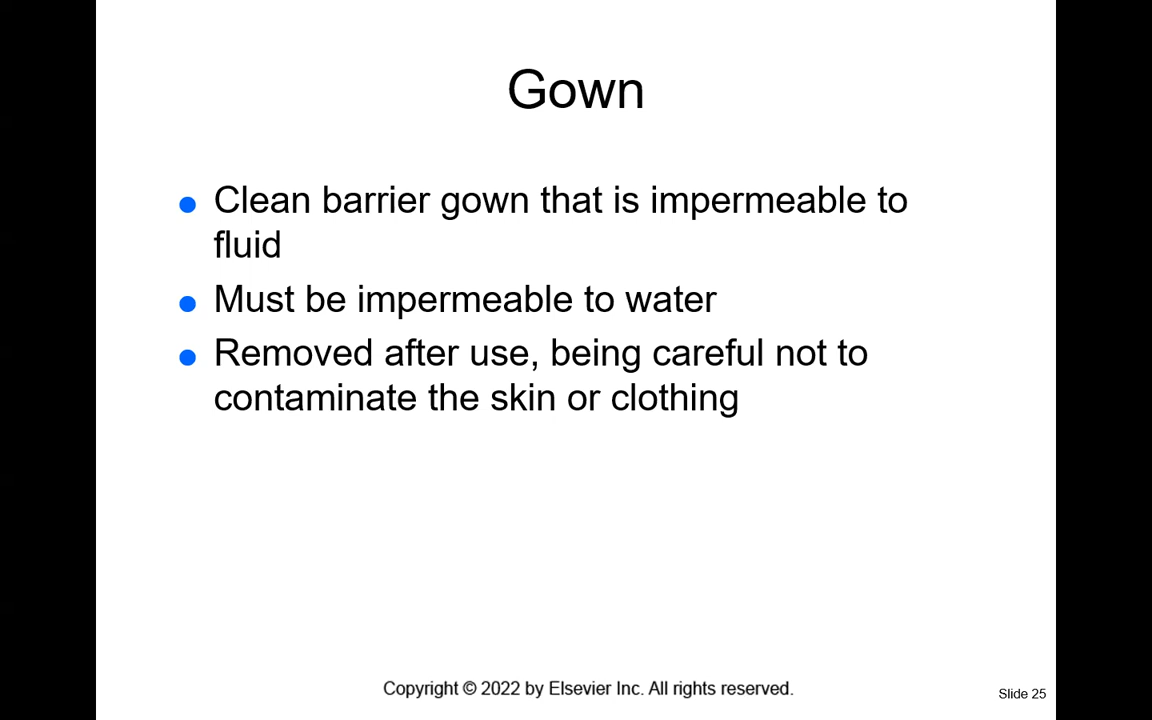 Gown
Clean barrier gown that is impermeable to
fluid
Must be impermeable to water
Removed after use, being careful not to
contaminate the skin or clothing
Copyright © 2022 by Elsevier Inc. All rights reserved.
Slide 25